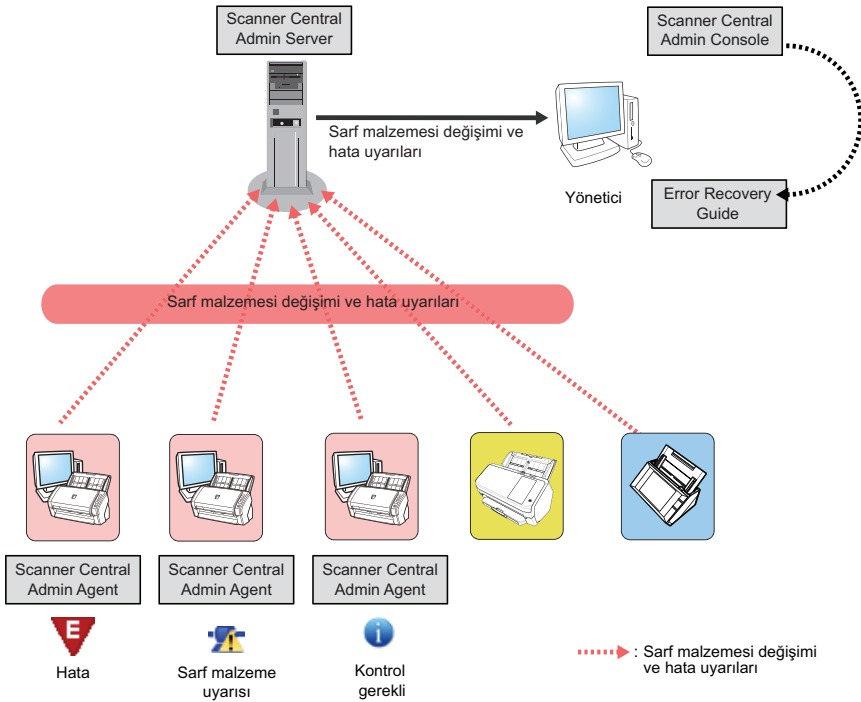 Scanner Central
Admin Server
Scanner Central
Admin Console
Sarf malzemesi değişimi ve
hata uyarıları
Yönetici
Error Recovery
Guide
Sarf malzemesi değişimi ve hata uyarıları
Scanner Central
Admin Agent
Scanner Central
Admin Agent
Scanner Central
Admin Agent
E
Hata
Sarf malzeme
uyarısı
i
Kontrol
gerekli
: Sarf malzemesi değişimi
ve hata uyarıları